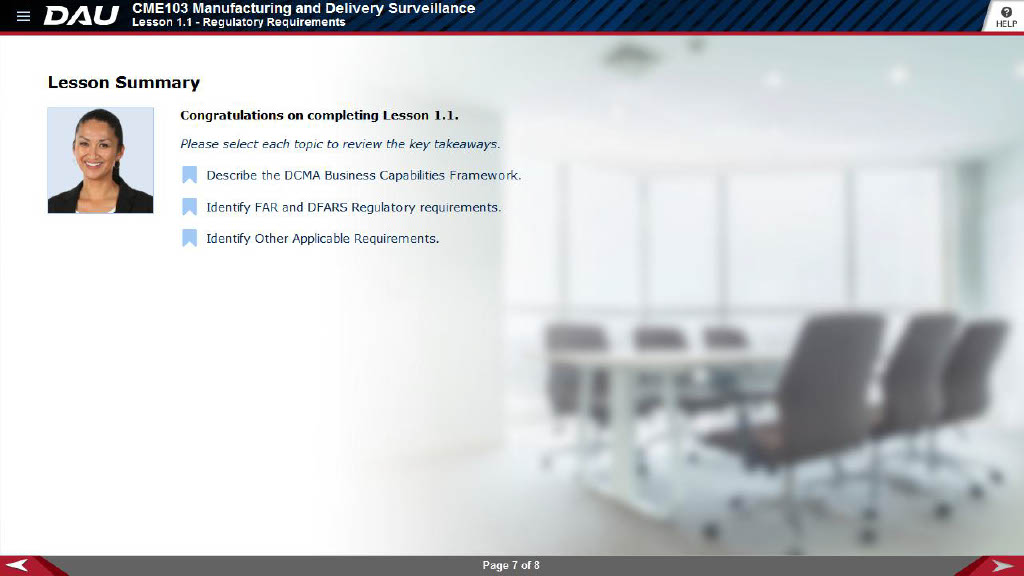 DAU
CME103 Manufacturing and Delivery Surveillance
Lesson 1.1 - Regulatory Requirements
HELP
Lesson Summary
Congratulations on completing Lesson 1.1.
Please select each topic to review the key takeaways.
Describe the DCMA Business Capabilities Framework.
Identify FAR and DFARS Regulatory requirements.
Identify Other Applicable Requirements.
Page 7 of 8